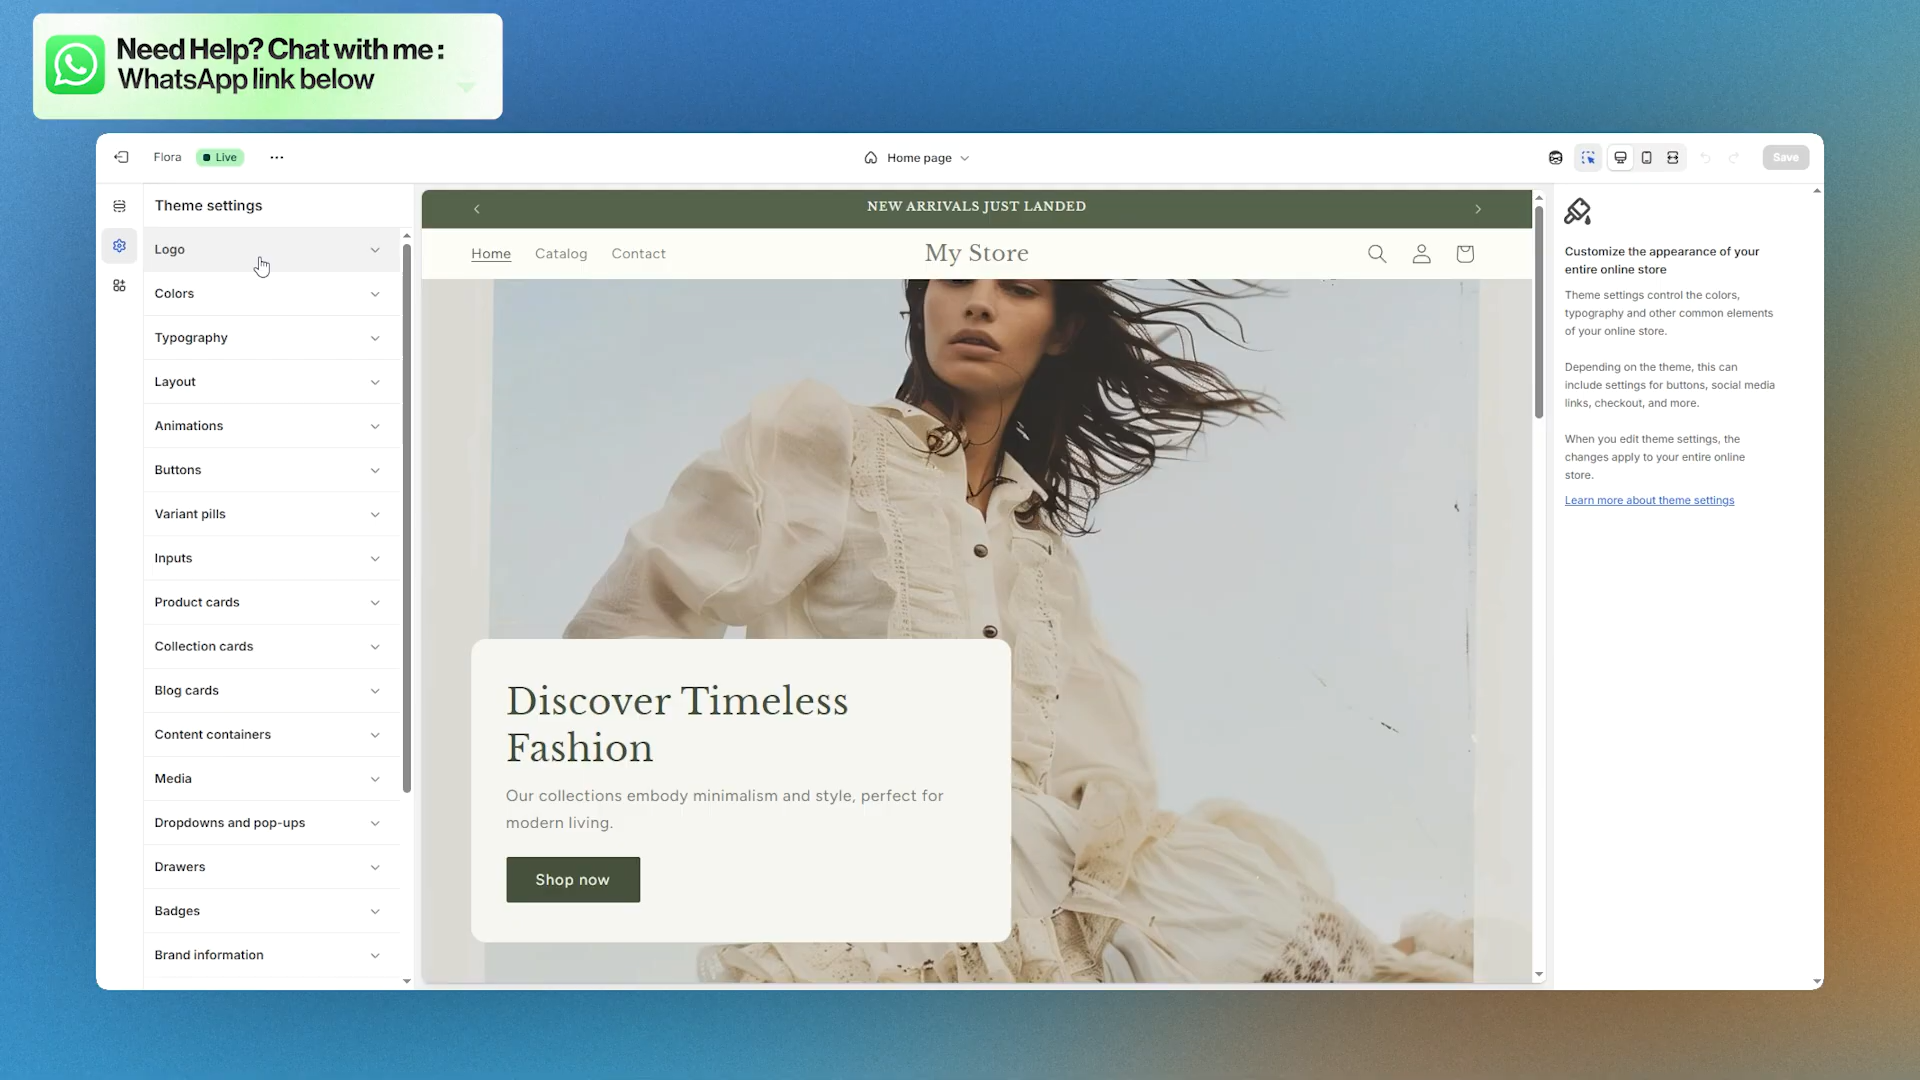 Need Help? Chat with me :
WhatsApp link below
Flora
Live
Home page
Save
Theme settings
Logo
Colors
Typography
Layout
Animations
Buttons
Variant pills
Inputs
Product cards
Collection cards
Blog cards
Content containers
Media
Dropdowns and pop-ups
Drawers
Badges
Brand information
NEW ARRIVALS JUST LANDED
Home
Catalog
Contact
My Store
Discover Timeless
Fashion
Our collections embody minimalism and style, perfect for
modern living.
Shop now
Customize the appearance of your
entire online store
Theme settings control the colors,
typography and other common elements
of your online store.
Depending on the theme, this can
include settings for buttons, social media
links, checkout, and more.
When you edit theme settings, the
changes apply to your entire online
store.
Learn more about theme settings